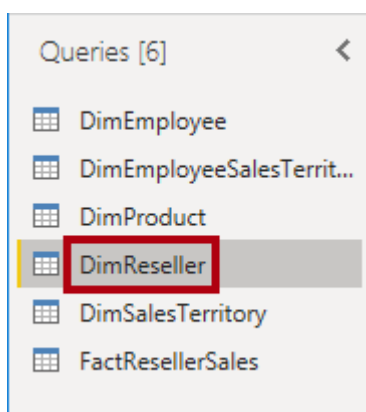 Queries [6]
DimEmployee
DimEmployeeSalesTerrit...
DimProduct
DimReseller
DimSalesTerritory
FactResellerSales